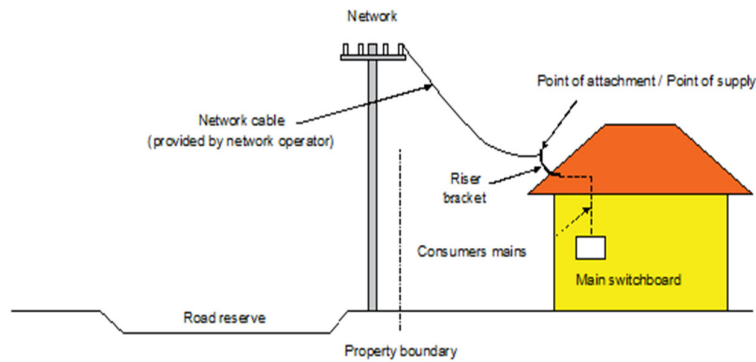 Network
Point of attachment / Point of supply
Network cable
(provided by network operator)
Riser
bracket
Consumers mains
Main switchboard
Road reserve
Property boundary